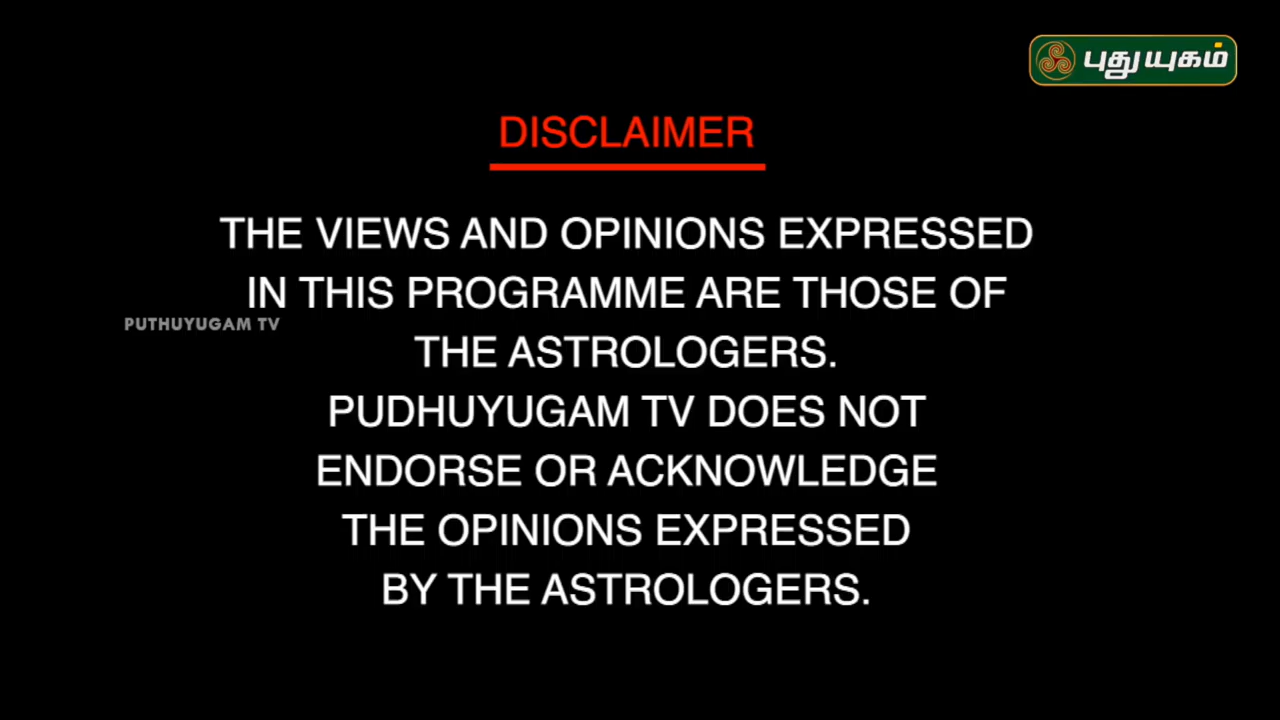 புதுயுகம்
DISCLAIMER
THE VIEWS AND OPINIONS EXPRESSED
IN THIS PROGRAMME ARE THOSE OF
PUTHUYUGAM TV
THE ASTROLOGERS.
PUDHUYUGAM TV DOES NOT
ENDORSE OR ACKNOWLEDGE
THE OPINIONS EXPRESSED
BY THE ASTROLOGERS.